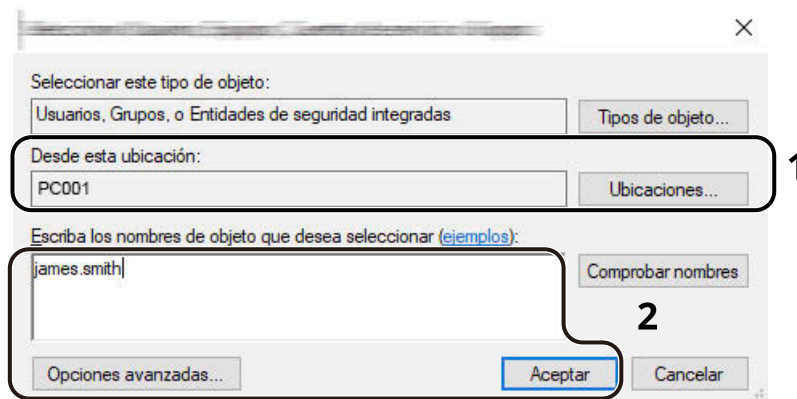 Seleccionar este tipo de objeto:
Usuarios, Grupos, o Entidades de seguridad integradas Tipos de objeto...
Desde esta ubicación:
PC001 Ubicaciones...
1
Escriba los nombres de objeto que desea seleccionar (ejemplos):
james.smith Comprobar nombres
2
Opciones avanzadas... Aceptar Cancelar